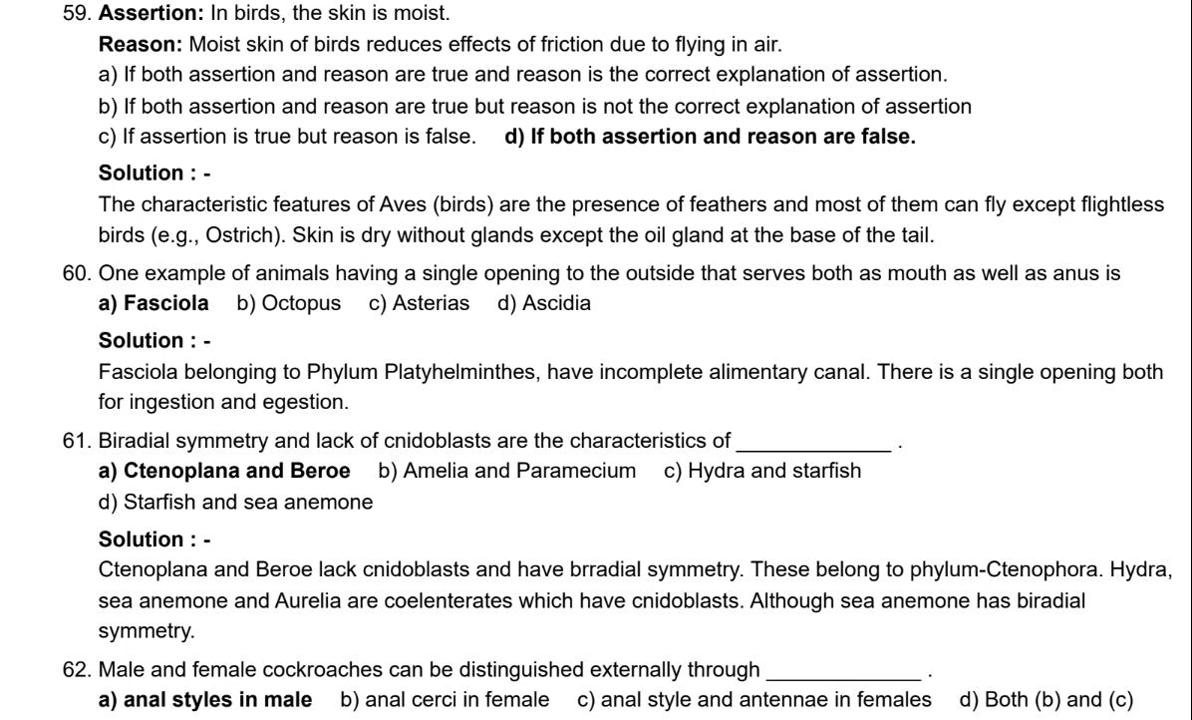 59. Assertion: In birds, the skin is moist.
Reason: Moist skin of birds reduces effects of friction due to flying in air.
a) If both assertion and reason are true and reason is the correct explanation of assertion.
b) If both assertion and reason are true but reason is not the correct explanation of assertion
c) If assertion is true but reason is false. d) If both assertion and reason are false.
Solution : -
The characteristic features of Aves (birds) are the presence of feathers and most of them can fly except flightless
birds (e.g., Ostrich). Skin is dry without glands except the oil gland at the base of the tail.
60. One example of animals having a single opening to the outside that serves both as mouth as well as anus is
a) Fasciola b) Octopus c) Asterias d) Ascidia
Solution : -
Fasciola belonging to Phylum Platyhelminthes, have incomplete alimentary canal. There is a single opening both
for ingestion and egestion.
61. Biradial symmetry and lack of cnidoblasts are the characteristics of ______________ .
a) Ctenoplana and Beroe b) Amelia and Paramecium c) Hydra and starfish
d) Starfish and sea anemone
Solution : -
Ctenoplana and Beroe lack cnidoblasts and have brradial symmetry. These belong to phylum-Ctenophora. Hydra,
sea anemone and Aurelia are coelenterates which have cnidoblasts. Although sea anemone has biradial
symmetry.
62. Male and female cockroaches can be distinguished externally through ______________ .
a) anal styles in male b) anal cerci in female c) anal style and antennae in females d) Both (b) and (c)